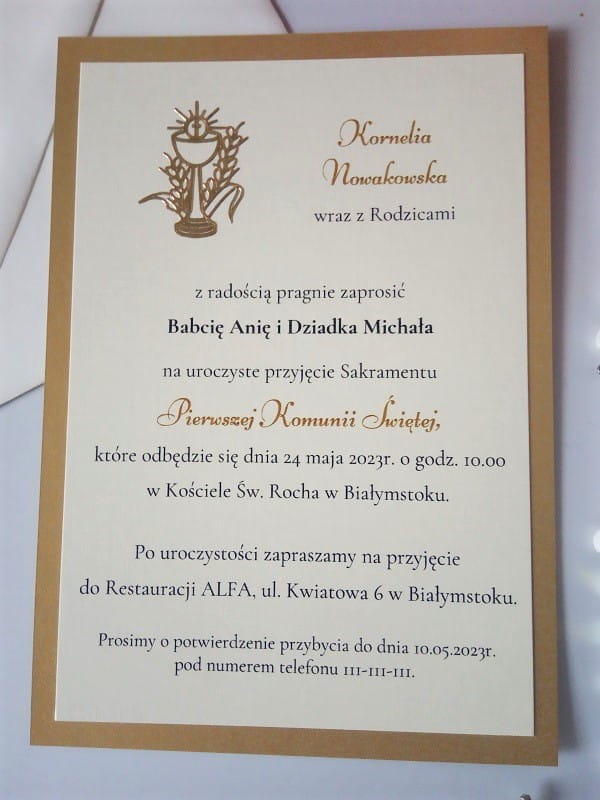 Kornelia
Nowakowska
wraz z Rodzicami
z radością pragnie zaprosić
Babcię Anię i Dziadka Michała
na uroczyste przyjęcie Sakramentu
Pierwszej Komunii Świętej,
które odbędzie się dnia 24 maja 2023r. o godz. 10.00
w Kościele Św. Rocha w Białymstoku.
Po uroczystości zapraszamy na przyjęcie
do Restauracji ALFA, ul. Kwiatowa 6 w Białymstoku.
Prosimy o potwierdzenie przybycia do dnia 10.05.2023r.
pod numerem telefonu 111-111-111.